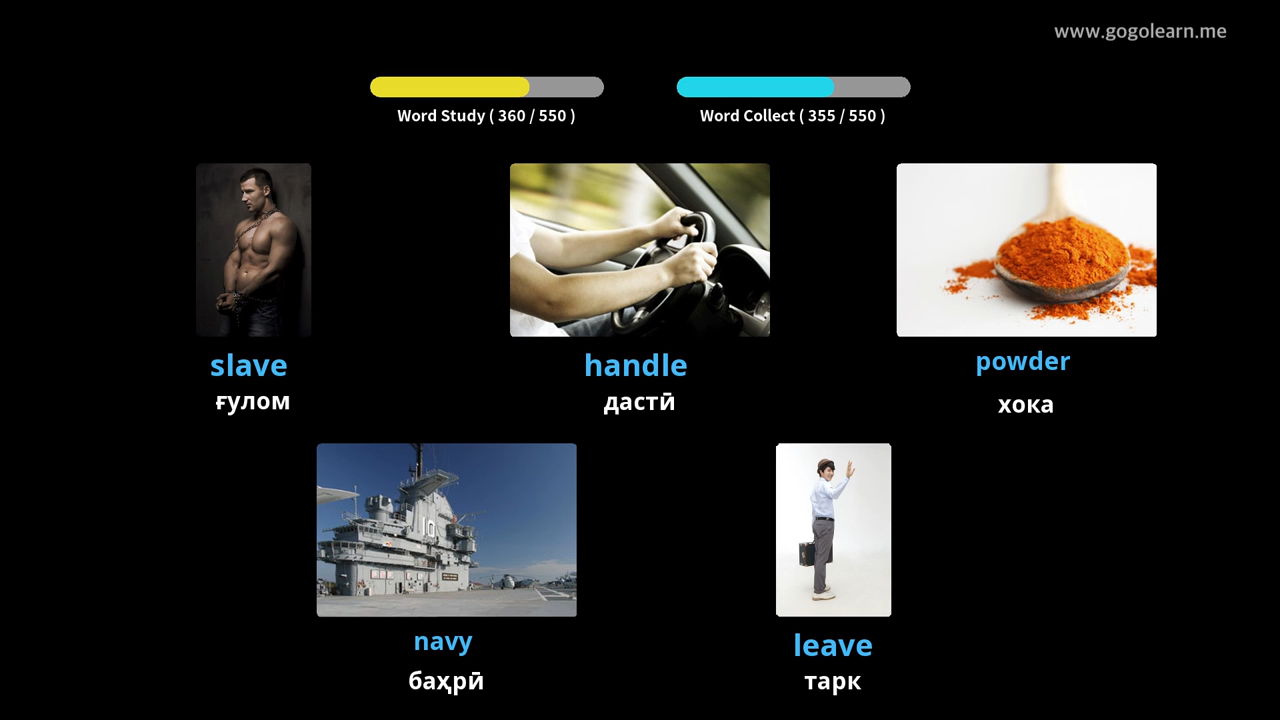 www.gogolearn.me
Word Study ( 360 / 550 )
Word Collect ( 355 / 550 )
slave
ғулом
handle
дастӣ
powder
хока
10
navy
баҳрӣ
leave
тарк